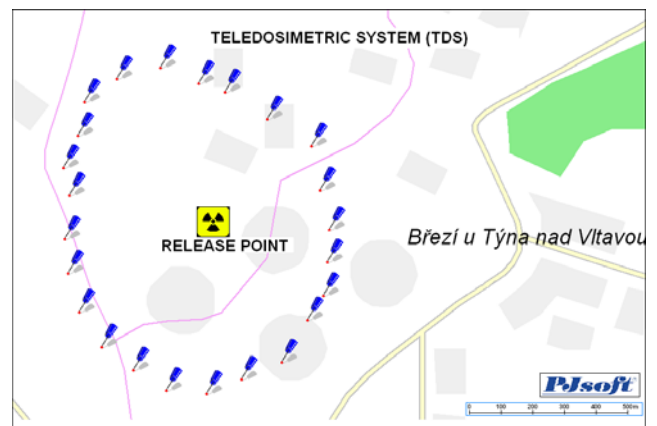 TELEDOSIMETRIC SYSTEM (TDS)
RELEASE POINT
Březí u Týna nad Vltavou
PJsoft
0 100 200 300 400 500m